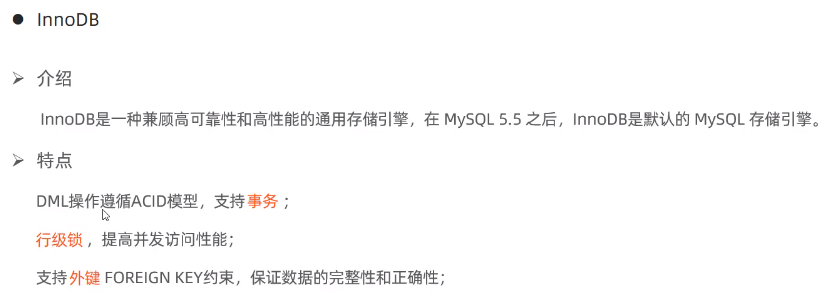 InnoDB
介绍
InnoDB是一种兼顾高可靠性和高性能的通用存储引擎，在 MySQL 5.5 之后，InnoDB是默认的 MySQL 存储引擎。
特点
DML操作遵循ACID模型，支持事务；
行级锁，提高并发访问性能；
支持外键 FOREIGN KEY约束，保证数据的完整性和正确性；